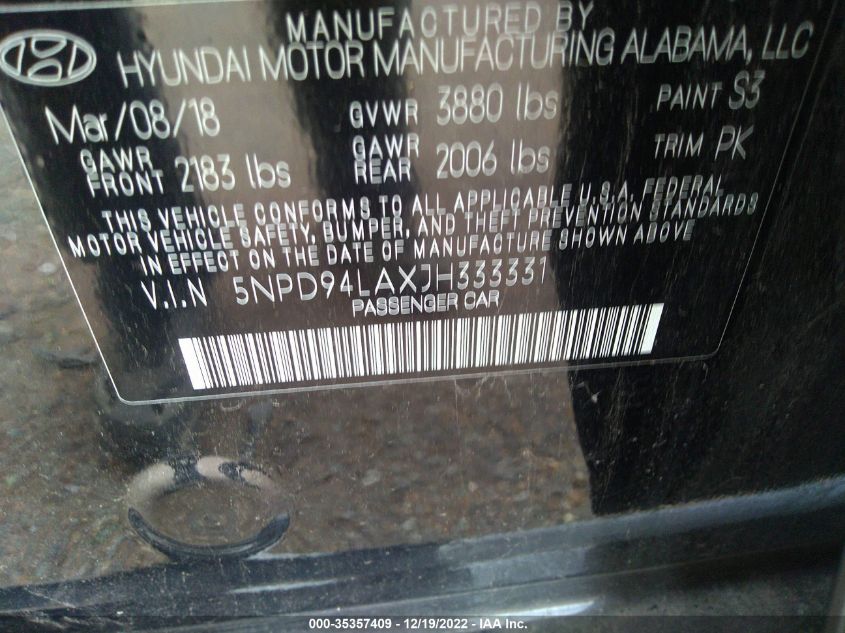 MANUFACTURED BY
HYUNDAI MOTOR MANUFACTURING ALABAMA, LLC
Mar/08/18 GVWR 3880 lbs PAINT S3
GAWR FRONT 2183 lbs GAWR REAR 2006 lbs TRIM PK
THIS VEHICLE CONFORMS TO ALL APPLICABLE U.S.A. FEDERAL
MOTOR VEHICLE SAFETY, BUMPER, AND THEFT PREVENTION STANDARDS
IN EFFECT ON THE DATE OF MANUFACTURE SHOWN ABOVE
V.I.N 5NPD94LAXJH333331
PASSENGER CAR
000-35357409 - 12/19/2022 - IAA Inc.